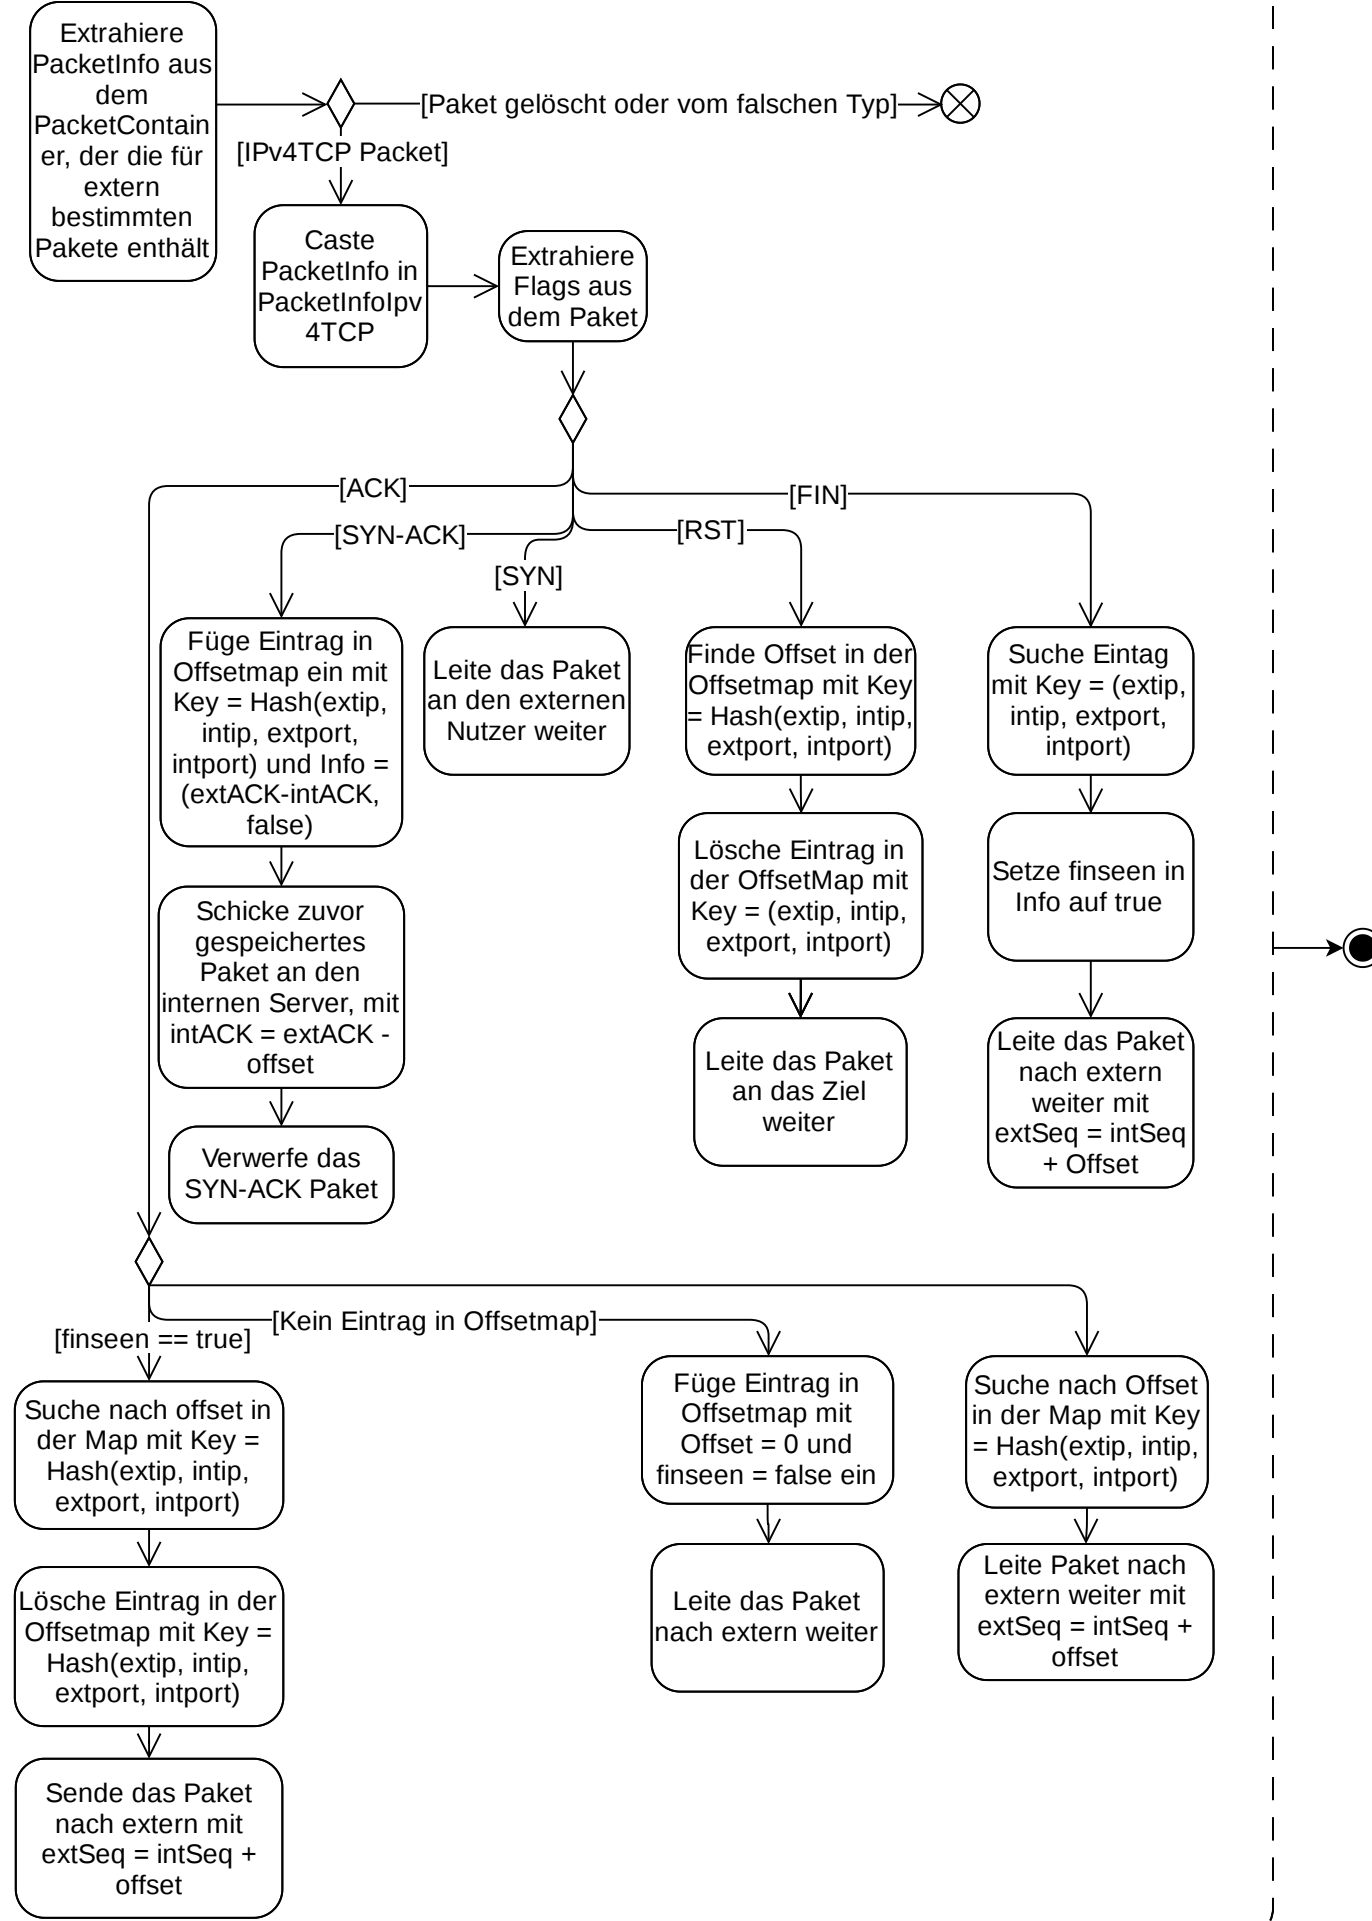 Extrahiere
PacketInfo aus
dem
PacketContain
er, der die für
extern
bestimmten
Pakete enthält
[Paket gelöscht oder vom falschen Typ]
[IPv4TCP Packet]
Caste
PacketInfo in
PacketInfoIpv
4TCP
Extrahiere
Flags aus
dem Paket
[ACK]
[SYN-ACK]
[SYN]
[RST]
[FIN]
Füge Eintrag in
Offsetmap ein mit
Key = Hash(extip,
intip, extport,
intport) und Info =
(extACK-intACK,
false)
Schicke zuvor
gespeichertes
Paket an den
internen Server, mit
intACK = extACK -
offset
Verwerfe das
SYN-ACK Paket
Leite das Paket
an den externen
Nutzer weiter
Finde Offset in der
Offsetmap mit Key
= Hash(extip, intip,
extport, intport)
Lösche Eintrag in
der OffsetMap mit
Key = (extip, intip,
extport, intport)
Leite das Paket
an das Ziel
weiter
Suche Eintag
mit Key = (extip,
intip, extport,
intport)
Setze finseen in
Info auf true
Leite das Paket
nach extern
weiter mit
extSeq = intSeq
+ Offset
[finseen == true]
[Kein Eintrag in Offsetmap]
Suche nach offset in
der Map mit Key =
Hash(extip, intip,
extport, intport)
Lösche Eintrag in der
Offsetmap mit Key =
Hash(extip, intip,
extport, intport)
Sende das Paket
nach extern mit
extSeq = intSeq +
offset
Füge Eintrag in
Offsetmap mit
Offset = 0 und
finseen = false ein
Leite das Paket
nach extern weiter
Suche nach Offset
in der Map mit Key
= Hash(extip, intip,
extport, intport)
Leite Paket nach
extern weiter mit
extSeq = intSeq +
offset